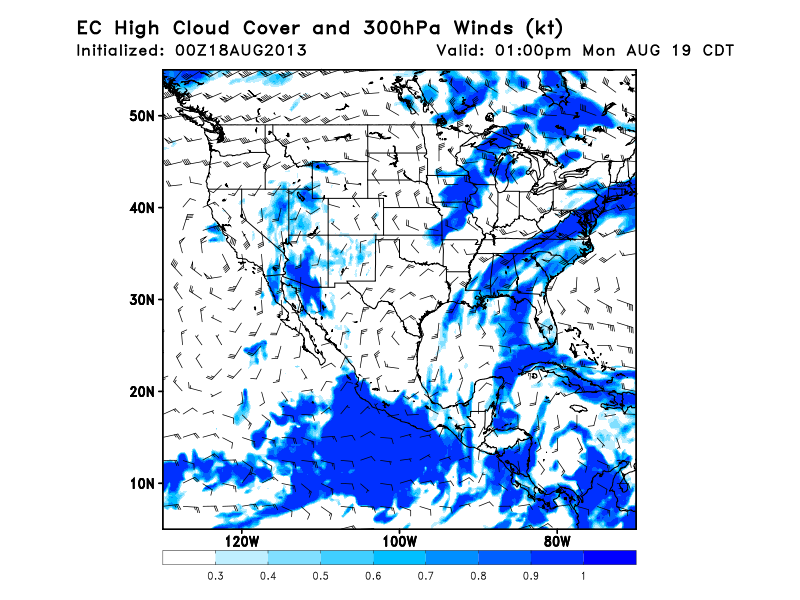 EC High Cloud Cover and 300hPa Winds (kt)
Initialized: 00Z18AUG2013 Valid: 01:00pm Mon AUG 19 CDT
50N
40N
30N
20N
10N
120W 100W 80W
0.3 0.4 0.5 0.6 0.7 0.8 0.9 1